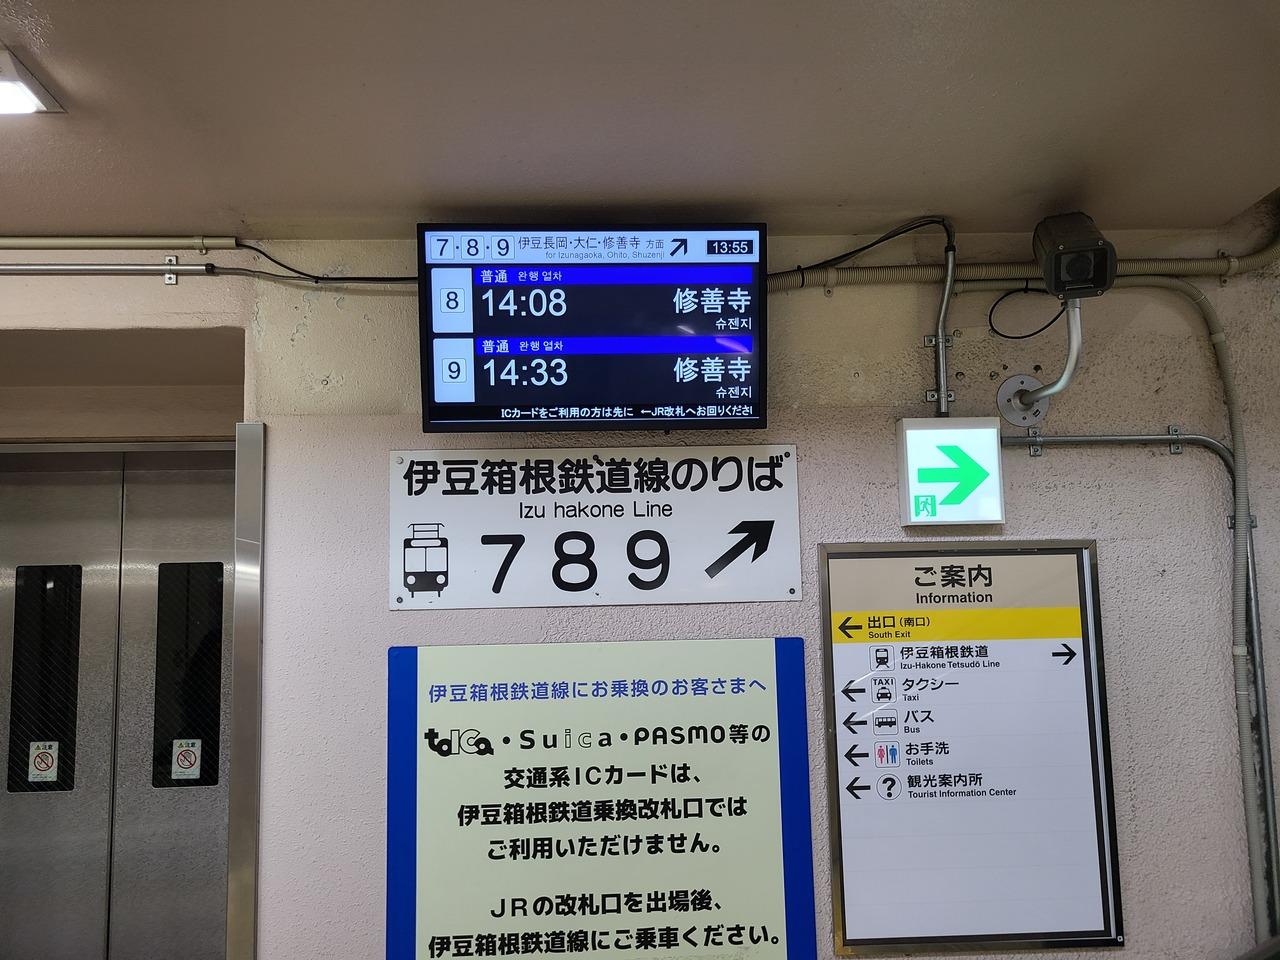 7・8・9 伊豆長岡・大仁・修善寺 方面 13:55
for Izunagaoka, Ohito, Shuzenji
普通 완행 열차
8 14:08 修善寺
슈젠지
普通 완행 열차
9 14:33 修善寺
슈젠지
ICカードをご利用の方は先に ←JR改札へお回りくださ
伊豆箱根鉄道線のりば
Izu hakone Line
7 8 9
伊豆箱根鉄道線にお乗換のお客さまへ
toICa・Suica・PASMO等の
交通系ICカードは、
伊豆箱根鉄道乗換改札口では
ご利用いただけません。
JRの改札口を出場後、
伊豆箱根鉄道線にご乗車ください。
ご案内
Information
出口(南口)
South Exit
伊豆箱根鉄道
Izu-Hakone Tetsudō Line
TAXI タクシー
Taxi
バス
Bus
お手洗
Toilets
? 観光案内所
Tourist Information Center
注意
注意